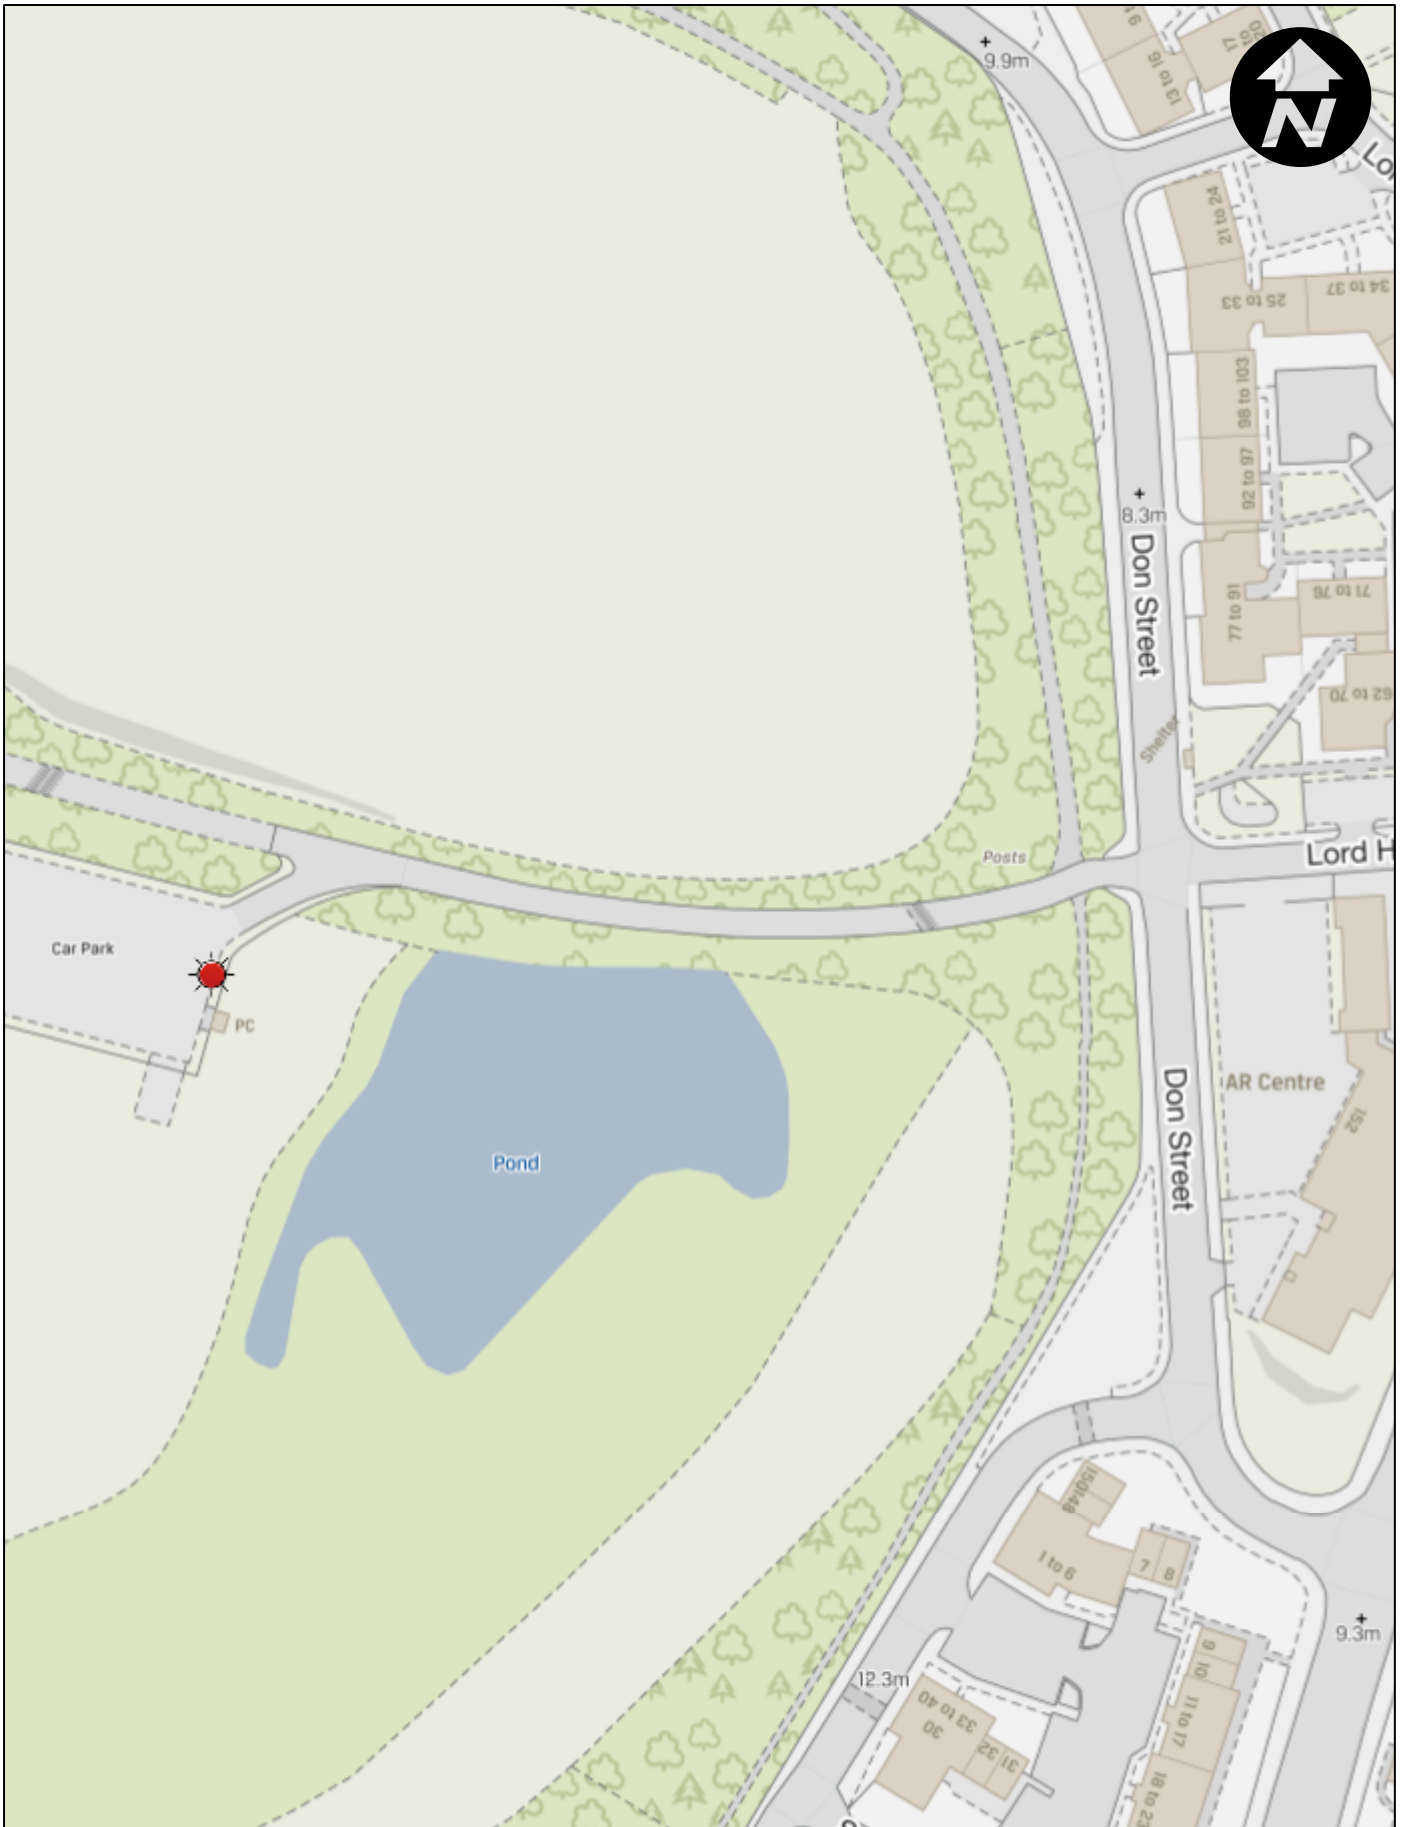 9.9m
13 to 16
17
20
N
21 to 24
25 to 33
34 to 37
98 to 103
92 to 97
8.3m
Don Street
77 to 91
71 to 76
62 to 70
Shelter
Posts
Lord H
Car Park
PC
Pond
AR Centre
152
Don Street
150
148
1 to 6
7
8
9.3m
9
10
11 to 17
18 to 23
12.3m
33 to 40
30
32
31